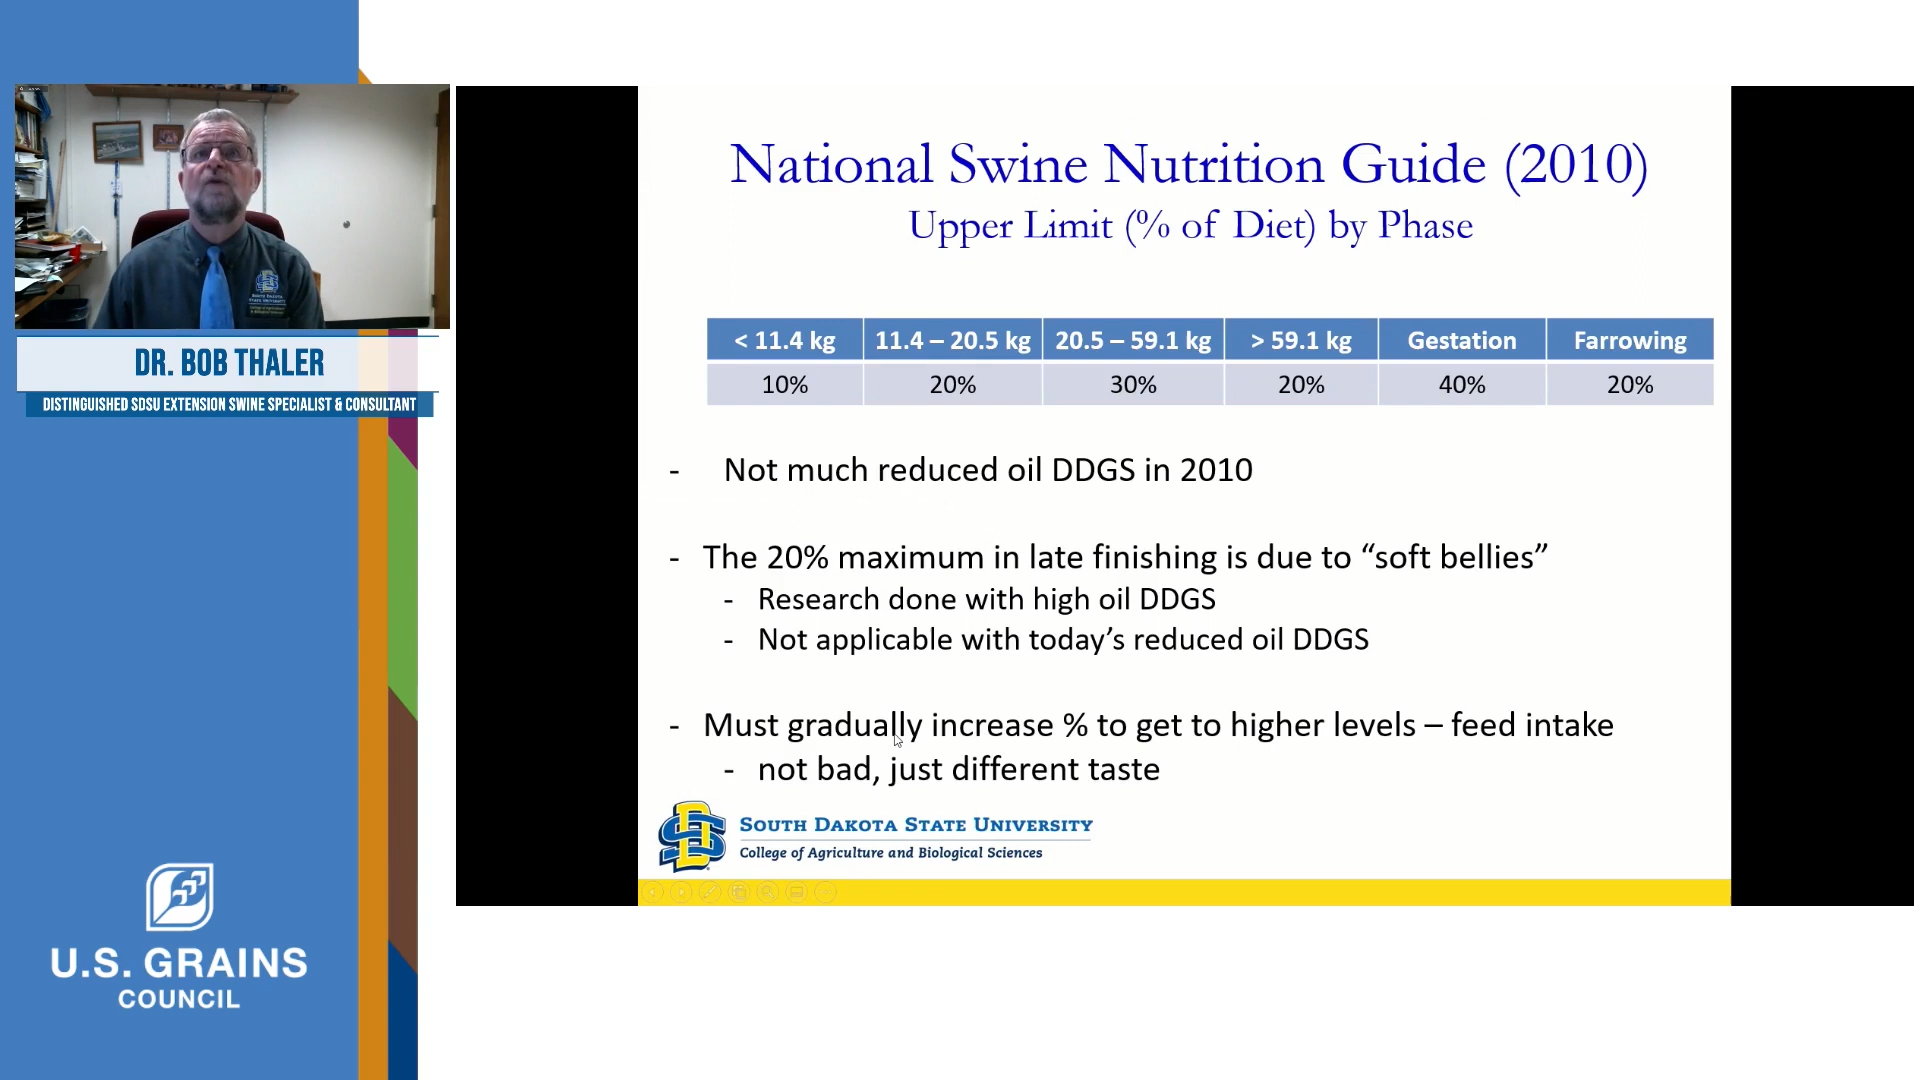 National Swine Nutrition Guide (2010)
Upper Limit (% of Diet) by Phase
< 11.4 kg 11.4 – 20.5 kg 20.5 – 59.1 kg > 59.1 kg Gestation Farrowing
10% 20% 30% 20% 40% 20%
- Not much reduced oil DDGS in 2010
- The 20% maximum in late finishing is due to “soft bellies”
- Research done with high oil DDGS
- Not applicable with today’s reduced oil DDGS
- Must gradually increase % to get to higher levels – feed intake
- not bad, just different taste
SOUTH DAKOTA STATE UNIVERSITY
College of Agriculture and Biological Sciences
SOUTH DAKOTA
STATE UNIVERSITY
DR. BOB THALER
DISTINGUISHED SDSU EXTENSION SWINE SPECIALIST & CONSULTANT
U.S. GRAINS
COUNCIL